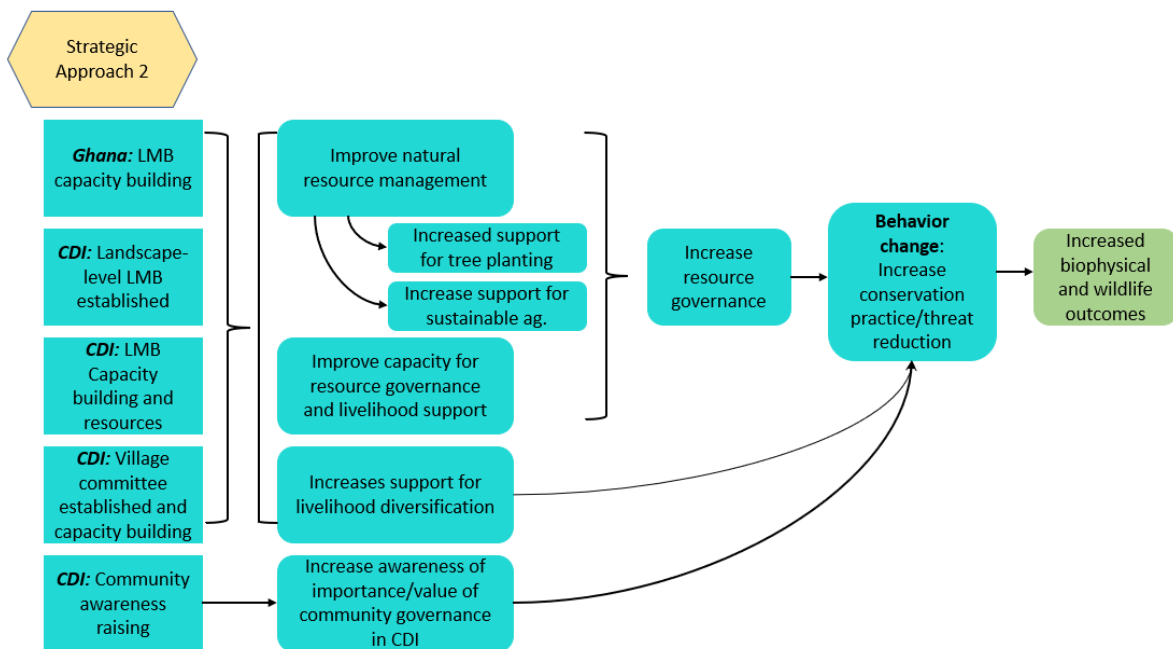 Strategic
Approach 2
Ghana: LMB
capacity building
CDI: Landscape-
level LMB
established
CDI: LMB
Capacity
building and
resources
CDI: Village
committee
established and
capacity building
CDI: Community
awareness
raising
Improve natural
resource management
Increased support
for tree planting
Increase support for
sustainable ag.
Improve capacity for
resource governance
and livelihood support
Increases support for
livelihood diversification
Increase awareness of
importance/value of
community governance
in CDI
Increase
resource
governance
Behavior
change:
Increase
conservation
practice/threat
reduction
Increased
biophysical
and wildlife
outcomes